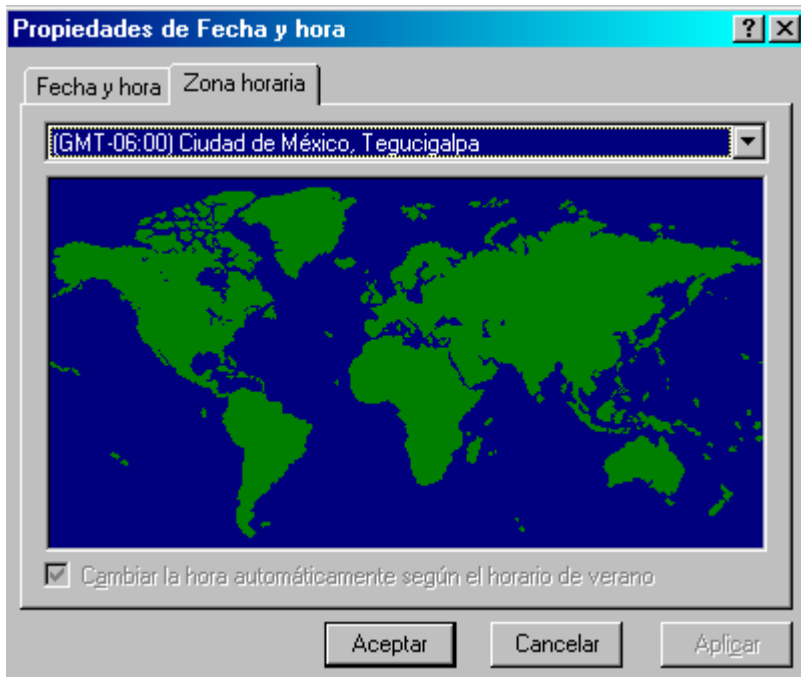 Propiedades de Fecha y hora
Fecha y hora Zona horaria
(GMT-06:00) Ciudad de México, Tegucigalpa
Cambiar la hora automáticamente según el horario de verano
Aceptar Cancelar Aplicar